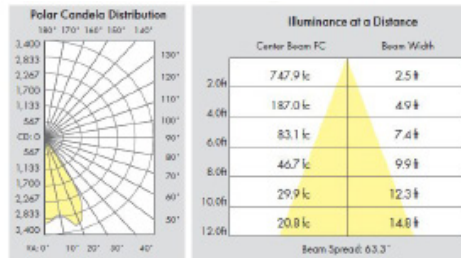 Polar Candela Distribution
180° 170° 160° 150° 140°
3,400
2,833
2,267
1,700
1,133
567
CD: 0
567
1,133
1,700
2,267
2,833
3,400
130°
120°
110°
100°
90°
80°
70°
60°
50°
VA: 0° 10° 20° 30° 40°
Illuminance at a Distance
Center Beam FC Beam Width
2.0ft 747.9 fc 2.5 ft
4.0ft 187.0 fc 4.9 ft
6.0ft 83.1 fc 7.4 ft
8.0ft 46.7 fc 9.9 ft
10.0ft 29.9 fc 12.3 ft
12.0ft 20.8 fc 14.8 ft
Beam Spread: 63.3°